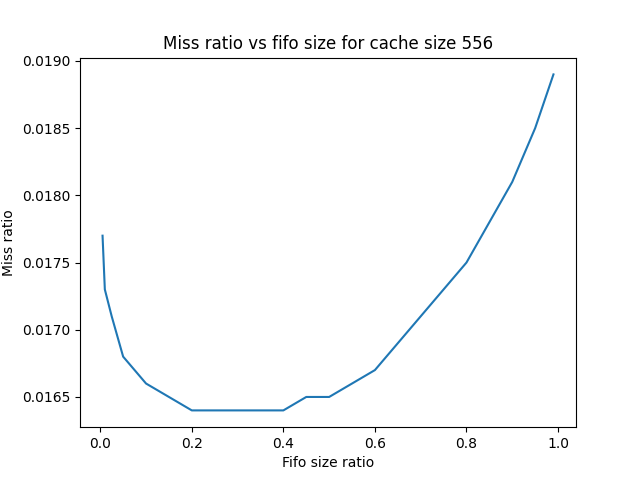 Miss ratio vs fifo size for cache size 556
0.0190
0.0185
0.0180
0.0175
0.0170
0.0165
Miss ratio
0.0 0.2 0.4 0.6 0.8 1.0
Fifo size ratio